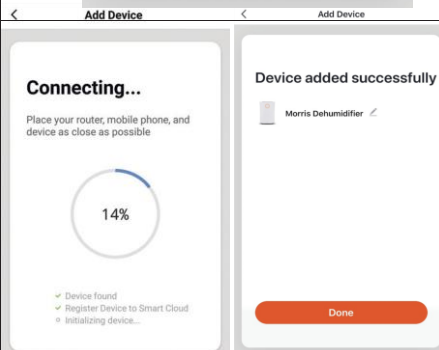 Add Device
Connecting...
Place your router, mobile phone, and
device as close as possible
14%
Device found
Register Device to Smart Cloud
Initializing device...
Add Device
Device added successfully
Morris Dehumidifier
Done